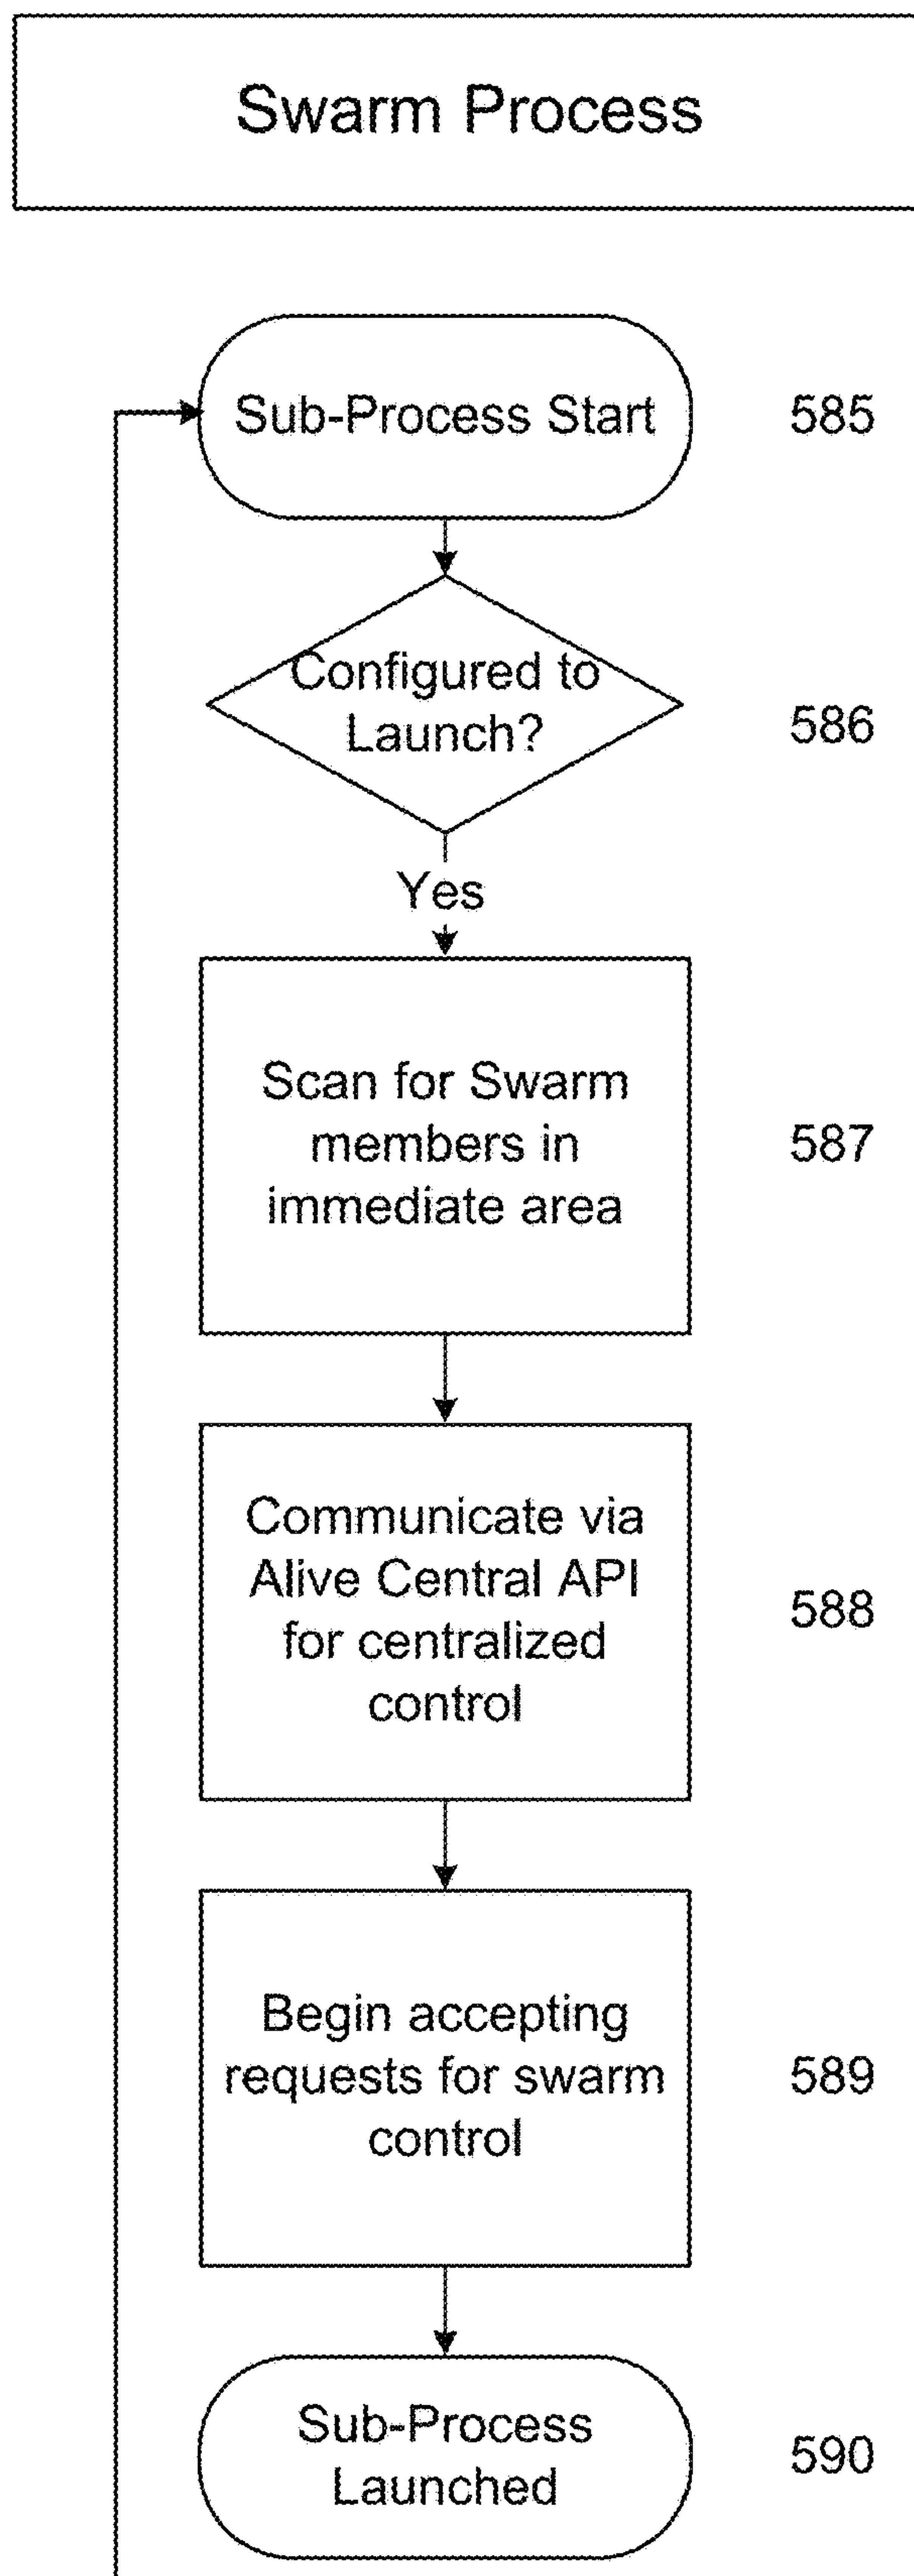 Swarm Process
Sub-Process Start
585
Configured to
Launch?
586
Yes
Scan for Swarm
members in
immediate area
587
Communicate via
Alive Central API
for centralized
control
588
Begin accepting
requests for swarm
control
589
Sub-Process
Launched
590